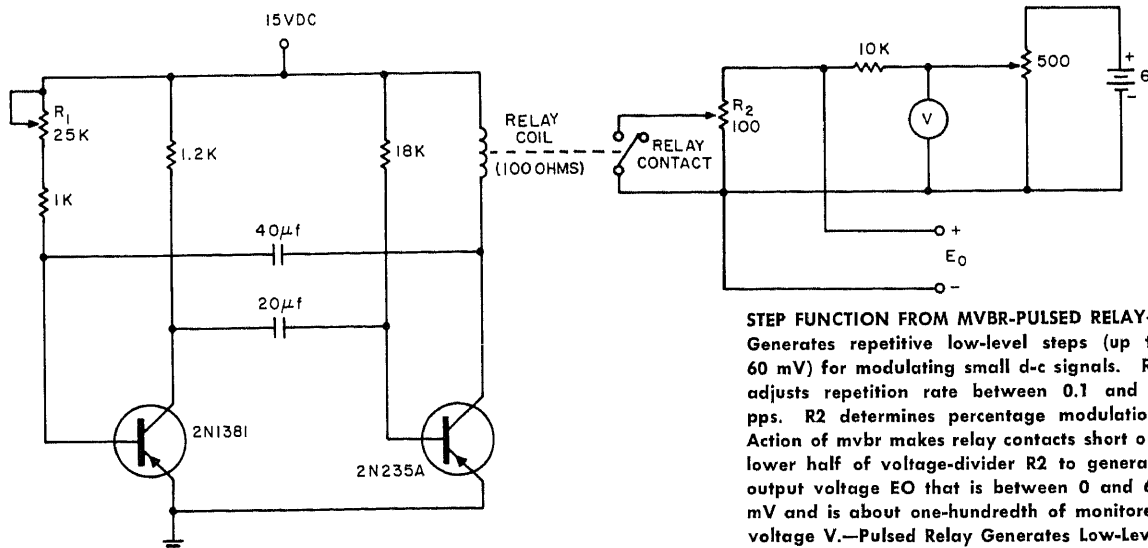 15VDC
R1
25K
1.2K
18K
RELAY
COIL
(100 OHMS)
1K
40µf
20µf
2N1381
2N235A
RELAY
CONTACT
R2
100
10K
V
500
+
6
-
+
EO
-
STEP FUNCTION FROM MVBR-PULSED RELAY-
Generates repetitive low-level steps (up
60 mV) for modulating small d-c signals.
adjusts repetition rate between 0.1 and
pps. R2 determines percentage modulatio
Action of mvbr makes relay contacts short o
lower half of voltage-divider R2 to genera
output voltage EO that is between 0 and
mV and is about one-hundredth of monitore
voltage V.—Pulsed Relay Generates Low-Lev